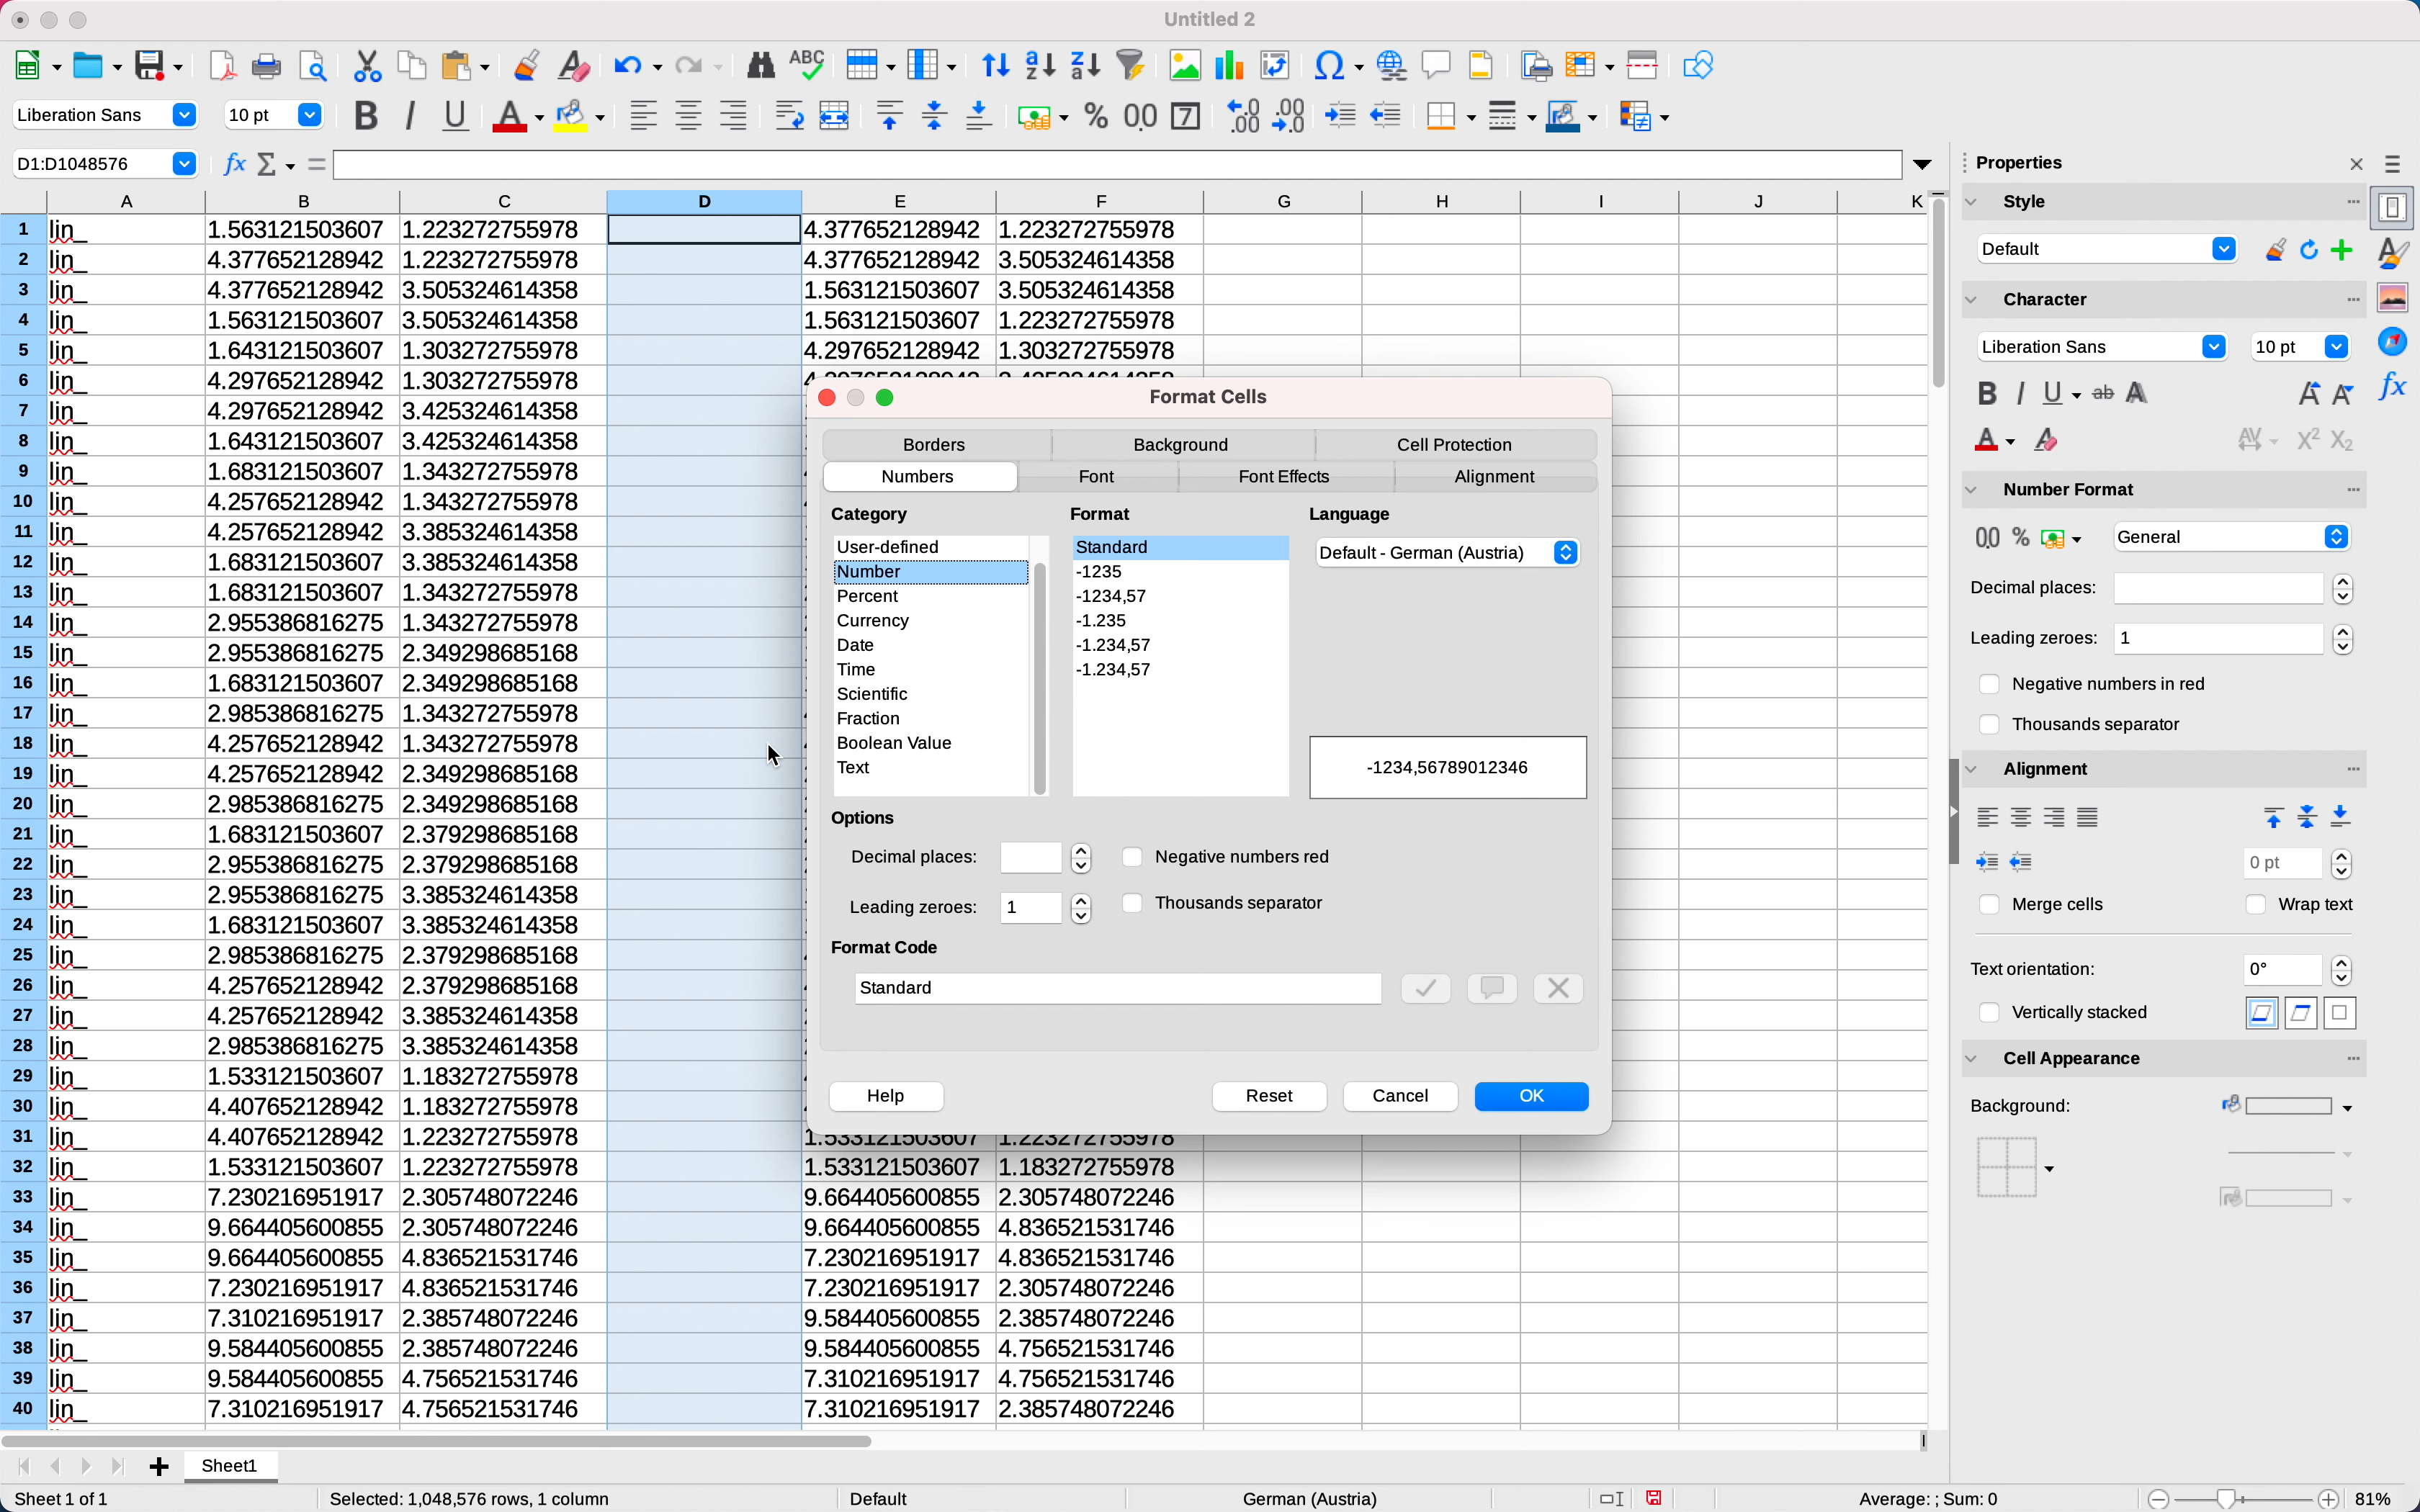 Untitled 2
Liberation Sans 10 pt
D1:D1048576
A B C D E F G H I J K
1 lin_ 1.563121503607 1.223272755978 4.377652128942 1.223272755978
2 lin_ 4.377652128942 1.223272755978 4.377652128942 3.505324614358
3 lin_ 4.377652128942 3.505324614358 1.563121503607 3.505324614358
4 lin_ 1.563121503607 3.505324614358 1.563121503607 1.223272755978
5 lin_ 1.643121503607 1.303272755978 4.297652128942 1.303272755978
6 lin_ 4.297652128942 1.303272755978
7 lin_ 4.297652128942 3.425324614358
8 lin_ 1.643121503607 3.425324614358
9 lin_ 1.683121503607 1.343272755978
10 lin_ 4.257652128942 1.343272755978
11 lin_ 4.257652128942 3.385324614358
12 lin_ 1.683121503607 3.385324614358
13 lin_ 1.683121503607 1.343272755978
14 lin_ 2.955386816275 1.343272755978
15 lin_ 2.955386816275 2.349298685168
16 lin_ 1.683121503607 2.349298685168
17 lin_ 2.985386816275 1.343272755978
18 lin_ 4.257652128942 1.343272755978
19 lin_ 4.257652128942 2.349298685168
20 lin_ 2.985386816275 2.349298685168
21 lin_ 1.683121503607 2.379298685168
22 lin_ 2.955386816275 2.379298685168
23 lin_ 2.955386816275 3.385324614358
24 lin_ 1.683121503607 3.385324614358
25 lin_ 2.985386816275 2.379298685168
26 lin_ 4.257652128942 2.379298685168
27 lin_ 4.257652128942 3.385324614358
28 lin_ 2.985386816275 3.385324614358
29 lin_ 1.533121503607 1.183272755978
30 lin_ 4.407652128942 1.183272755978
31 lin_ 4.407652128942 1.223272755978 1.533121503607 1.223272755978
32 lin_ 1.533121503607 1.223272755978 1.533121503607 1.183272755978
33 lin_ 7.230216951917 2.305748072246 9.664405600855 2.305748072246
34 lin_ 9.664405600855 2.305748072246 9.664405600855 4.836521531746
35 lin_ 9.664405600855 4.836521531746 7.230216951917 4.836521531746
36 lin_ 7.230216951917 4.836521531746 7.230216951917 2.305748072246
37 lin_ 7.310216951917 2.385748072246 9.584405600855 2.385748072246
38 lin_ 9.584405600855 2.385748072246 9.584405600855 4.756521531746
39 lin_ 9.584405600855 4.756521531746 7.310216951917 4.756521531746
40 lin_ 7.310216951917 4.756521531746 7.310216951917 2.385748072246
Format Cells
Borders Background Cell Protection
Numbers Font Font Effects Alignment
Category Format Language
User-defined
Number
Percent
Currency
Date
Time
Scientific
Fraction
Boolean Value
Text
Standard
-1235
-1234,57
-1.235
-1.234,57
-1.234,57
Default - German (Austria)
-1234,56789012346
Options
Decimal places: Negative numbers red
Leading zeroes: 1 Thousands separator
Format Code
Standard
Help Reset Cancel OK
Properties
Style
Default
Character
Liberation Sans 10 pt
Number Format
General
Decimal places:
Leading zeroes: 1
Negative numbers in red
Thousands separator
Alignment
0 pt
Merge cells Wrap text
Text orientation: 0°
Vertically stacked
Cell Appearance
Background:
Sheet1
Sheet 1 of 1 Selected: 1,048,576 rows, 1 column Default German (Austria) Average: ; Sum: 0 81%